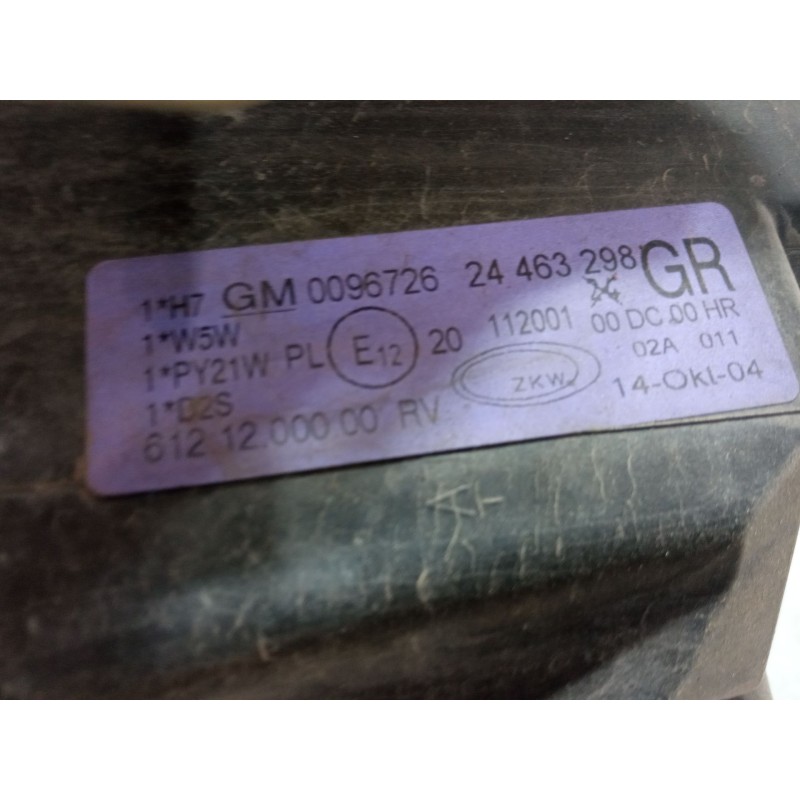 1*H7 GM 0096726 24 463 298 GR
1*W5W
1*PY21W PL E12 20 112001 00 DC.00 HR
1*D2S ZKW 02A 011
612 12.000 00 RV 14-Okt-04